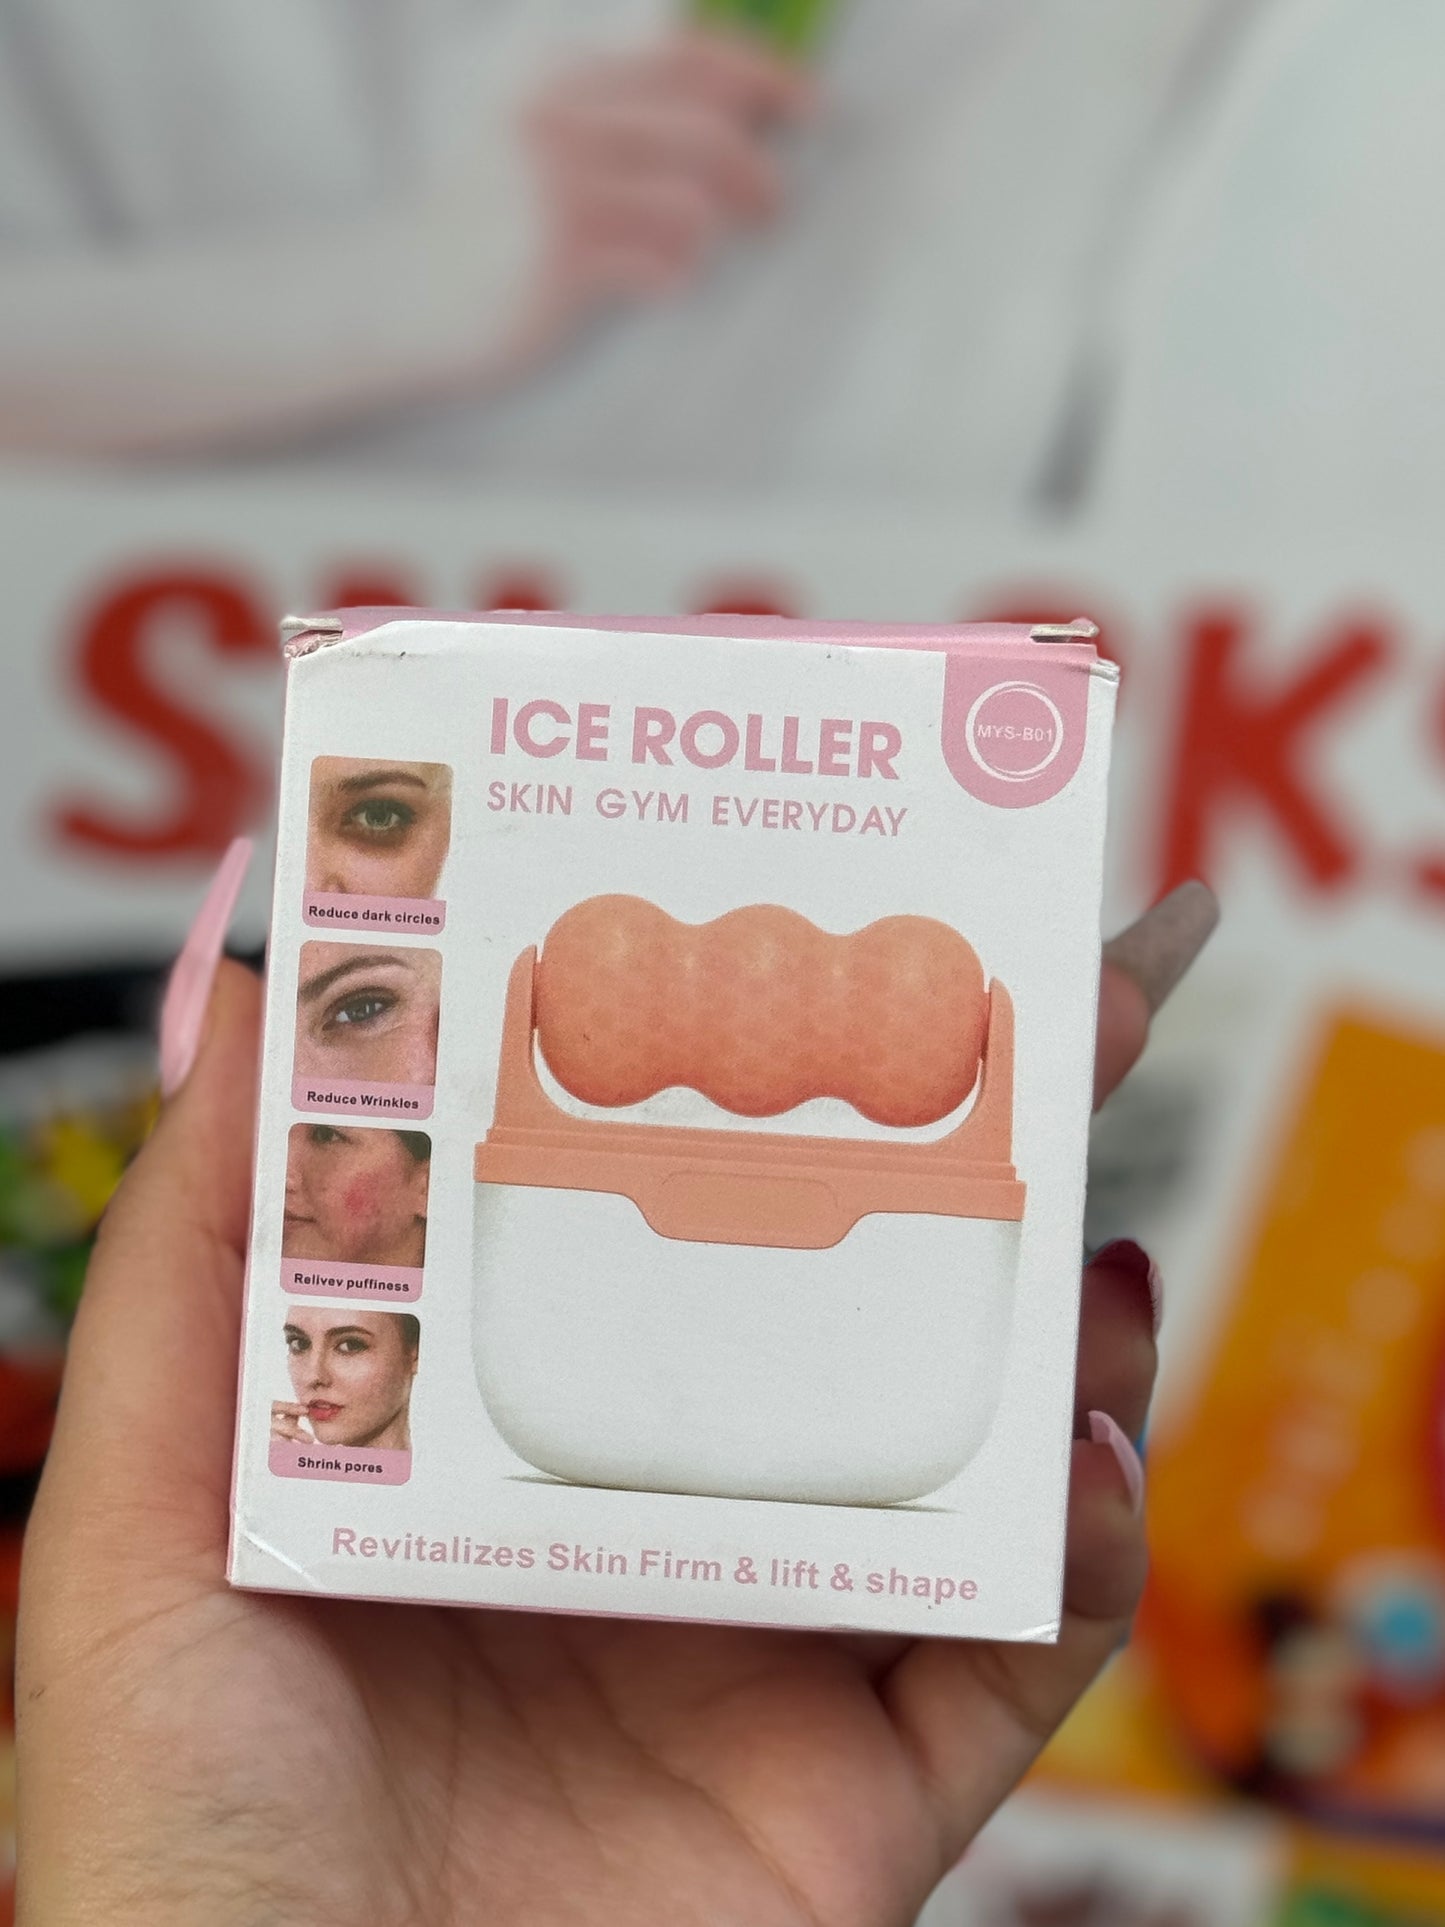 ICE ROLLER
MYS-B01
SKIN GYM EVERYDAY
Reduce dark circles
Reduce Wrinkles
Relivev puffiness
Shrink pores
Revitalizes Skin Firm & lift & shape